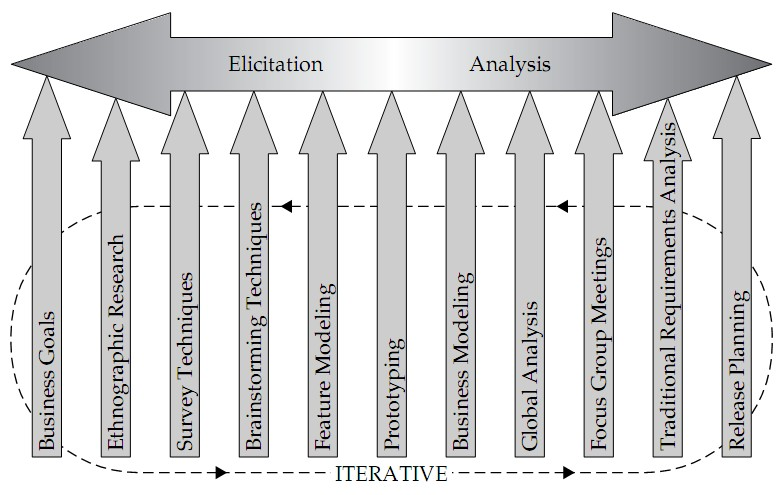 Elicitation
Analysis
Business Goals
Ethnographic Research
Survey Techniques
Brainstorming Techniques
Feature Modeling
Prototyping
Business Modeling
Global Analysis
Focus Group Meetings
Traditional Requirements Analysis
Release Planning
ITERATIVE